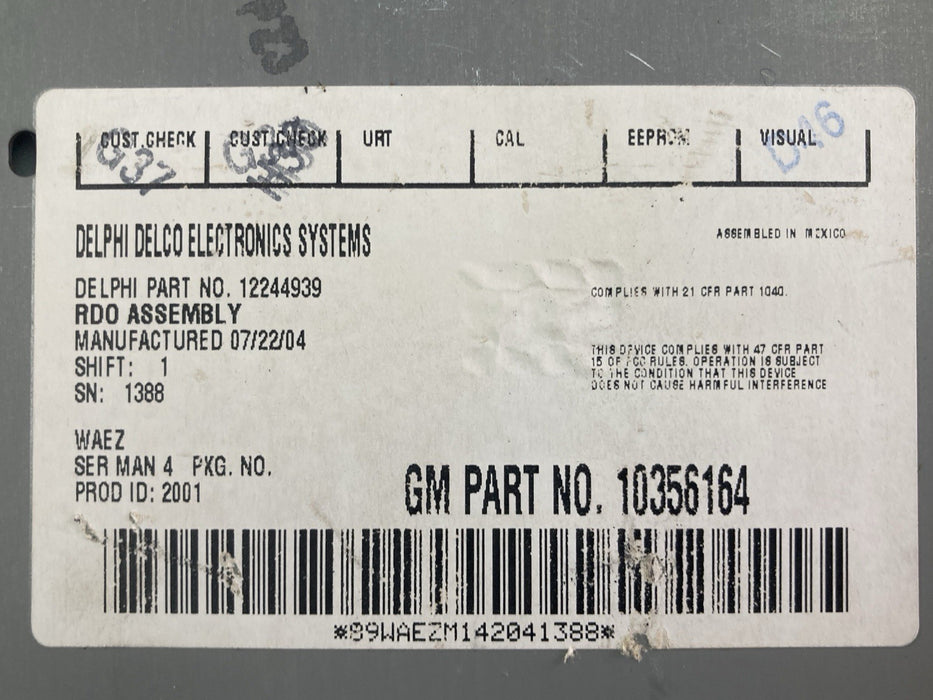 CUST.CHECK CUST.CHECK URT CAL EEPROM VISUAL
G37 D46
DELPHI DELCO ELECTRONICS SYSTEMS
ASSEMBLED IN MEXICO
DELPHI PART NO. 12244939
RDO ASSEMBLY
MANUFACTURED 07/22/04
SHIFT: 1
SN: 1388
COMPLIES WITH 21 CFR PART 1040.
THIS DEVICE COMPLIES WITH 47 CFR PART
15 OF FCC RULES. OPERATION IS SUBJECT
TO THE CONDITION THAT THIS DEVICE
DOES NOT CAUSE HARMFUL INTERFERENCE
WAEZ
SER MAN 4 PKG. NO.
PROD ID: 2001
GM PART NO. 10356164
*89WAEZM142041388*